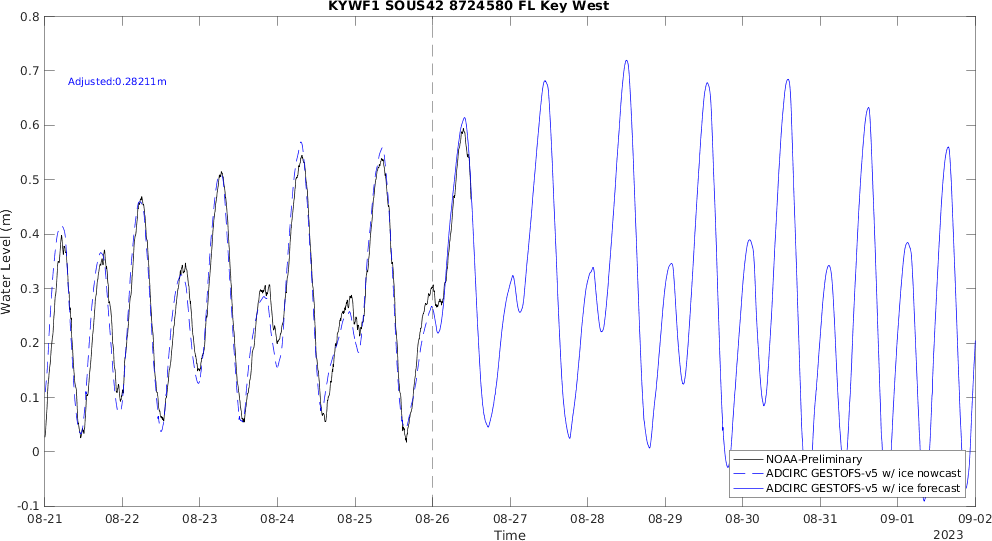 KYWF1 SOUS42 8724580 FL Key West
0.8
0.7
0.6
0.5
0.4
0.3
0.2
0.1
0
-0.1
Water Level (m)
Adjusted:0.28211m
NOAA-Preliminary
ADCIRC GESTOFS-v5 w/ ice nowcast
ADCIRC GESTOFS-v5 w/ ice forecast
08-21 08-22 08-23 08-24 08-25 08-26 08-27 08-28 08-29 08-30 08-31 09-01 09-02
Time
2023